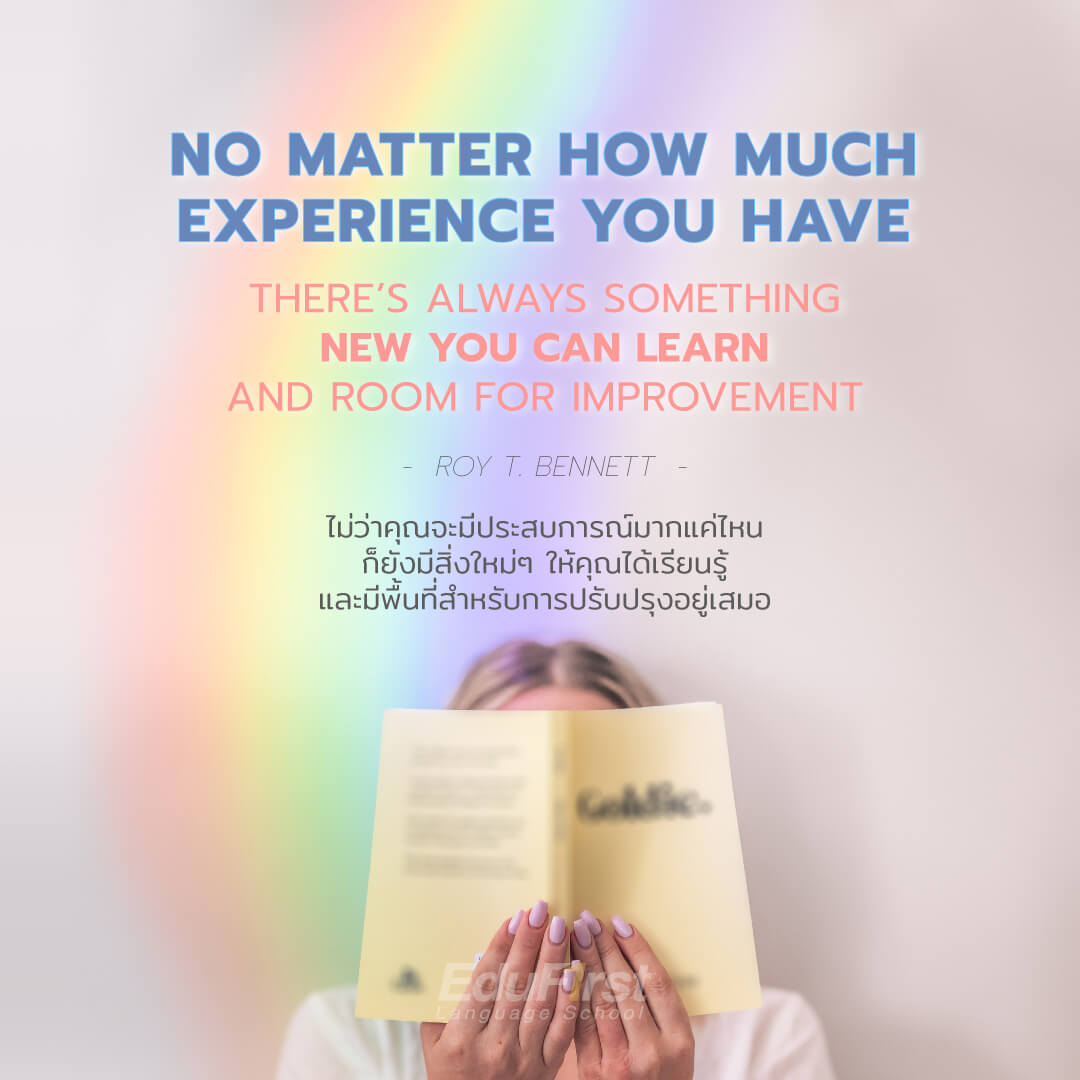 NO MATTER HOW MUCH
EXPERIENCE YOU HAVE
THERE'S ALWAYS SOMETHING
NEW YOU CAN LEARN
AND ROOM FOR IMPROVEMENT
- ROY T. BENNETT -
ไม่ว่าคุณจะมีประสบการณ์มากแค่ไหน
ก็ยังมีสิ่งใหม่ๆ ให้คุณได้เรียนรู้
และมีพื้นที่สำหรับการปรับปรุงอยู่เสมอ
EduFirst
Language School